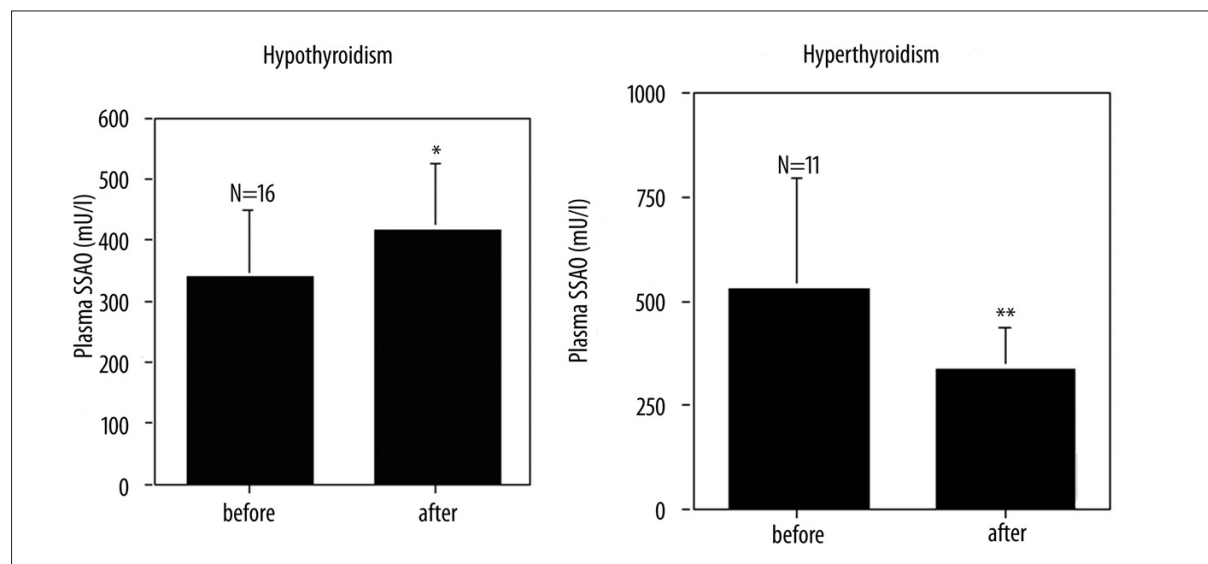 Hypothyroidism
Plasma SSAO (mU/l)
600
500
400
300
200
100
0
N=16
*
before
after
Hyperthyroidism
Plasma SSAO (mU/l)
1000
750
500
250
0
N=11
**
before
after